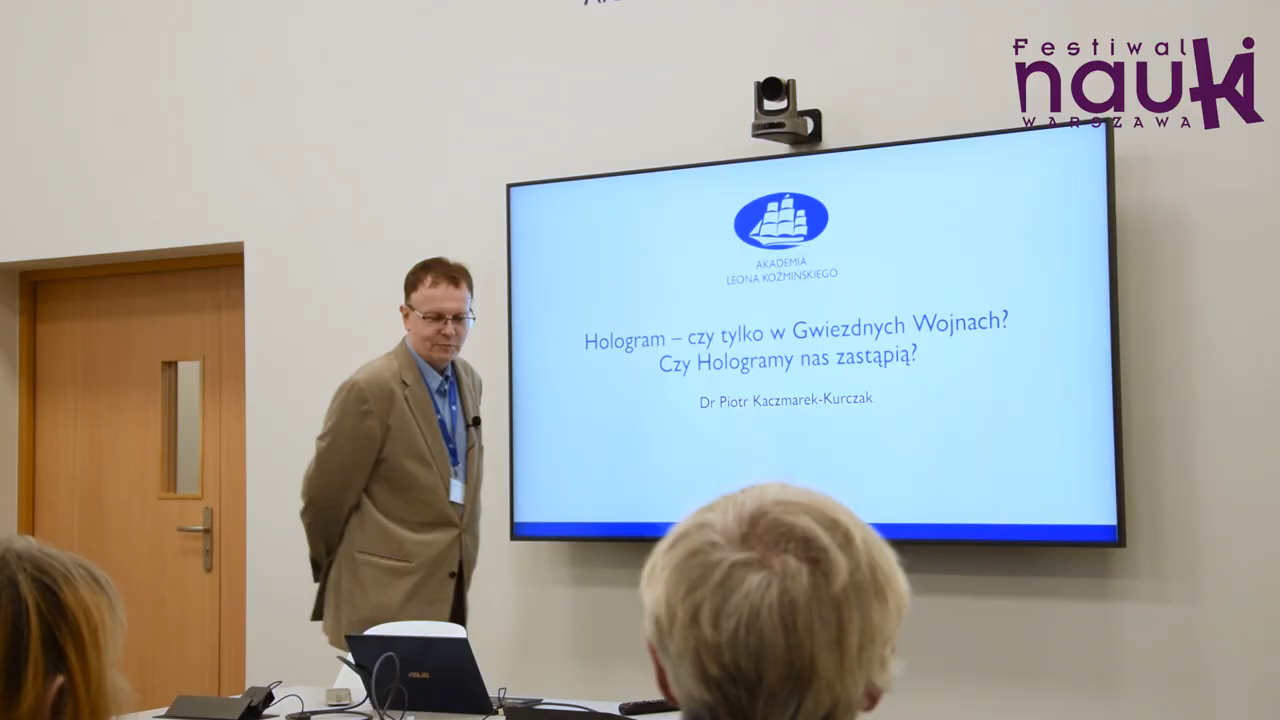 Festiwal
nauki
WARSZAWA
AKADEMIA
LEONA KOŹMIŃSKIEGO
Hologram – czy tylko w Gwiezdnych Wojnach?
Czy Hologramy nas zastąpią?
Dr Piotr Kaczmarek-Kurczak
ASUS